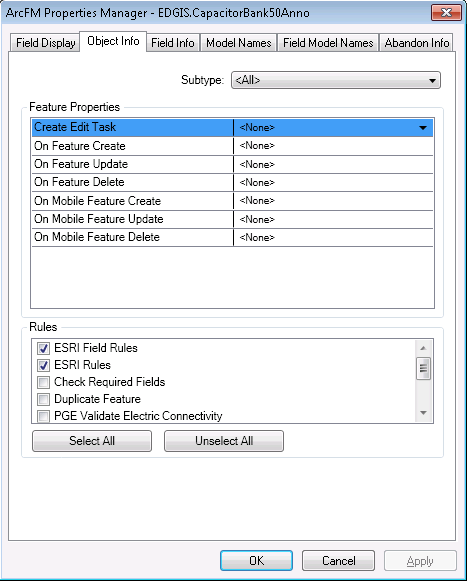 ArcFM Properties Manager - EDGIS.CapacitorBank50Anno
Field Display Object Info Field Info Model Names Field Model Names Abandon Info
Subtype: <All>
Feature Properties
Create Edit Task <None>
On Feature Create <None>
On Feature Update <None>
On Feature Delete <None>
On Mobile Feature Create <None>
On Mobile Feature Update <None>
On Mobile Feature Delete <None>
Rules
ESRI Field Rules
ESRI Rules
Check Required Fields
Duplicate Feature
PGE Validate Electric Connectivity
Select All Unselect All
OK Cancel Apply